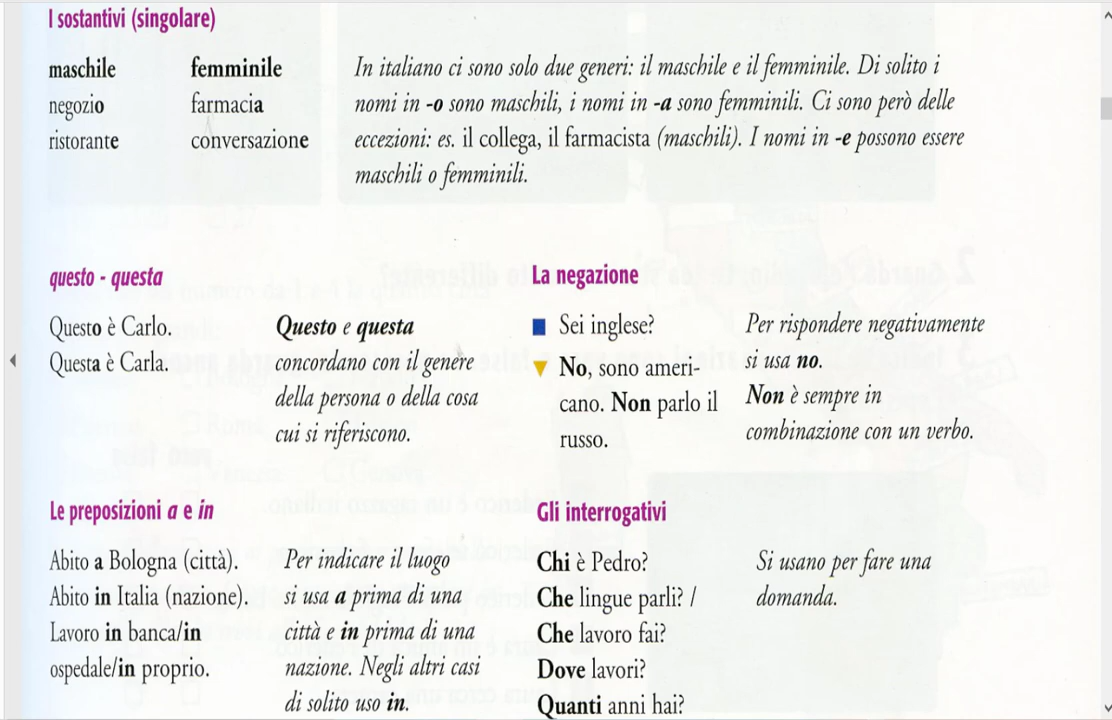 I sostantivi (singolare)
maschile femminile
negozio farmacia
ristorante conversazione
In italiano ci sono solo due generi: il maschile e il femminile. Di solito i
nomi in -o sono maschili, i nomi in -a sono femminili. Ci sono però delle
eccezioni: es. il collega, il farmacista (maschili). I nomi in -e possono essere
maschili o femminili.
questo - questa
Questo è Carlo.
Questa è Carla.
Questo e questa
concordano con il genere
della persona o della cosa
cui si riferiscono.
La negazione
■ Sei inglese?
▼ No, sono ameri-
cano. Non parlo il
russo.
Per rispondere negativamente
si usa no.
Non è sempre in
combinazione con un verbo.
Le preposizioni a e in
Abito a Bologna (città).
Abito in Italia (nazione).
Lavoro in banca/in
ospedale/in proprio.
Per indicare il luogo
si usa a prima di una
città e in prima di una
nazione. Negli altri casi
di solito uso in.
Gli interrogativi
Chi è Pedro?
Che lingue parli? /
Che lavoro fai?
Dove lavori?
Quanti anni hai?
Si usano per fare una
domanda.